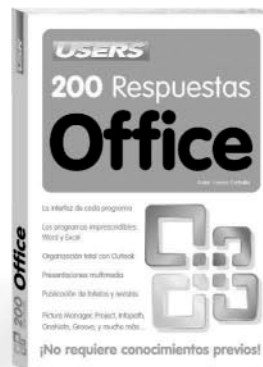 USERS
USERS
200 Respuestas
Office
La interfaz de cada programa
Los programas imprescindibles:
Word y Excel
Organización total con Outlook
Presentaciones multimedia
Publicación de folletos y revistas
Picture Manager, Project, Infopath,
OneNote, Groove, y mucho más...
¡No requiere conocimientos previos!
200 Office